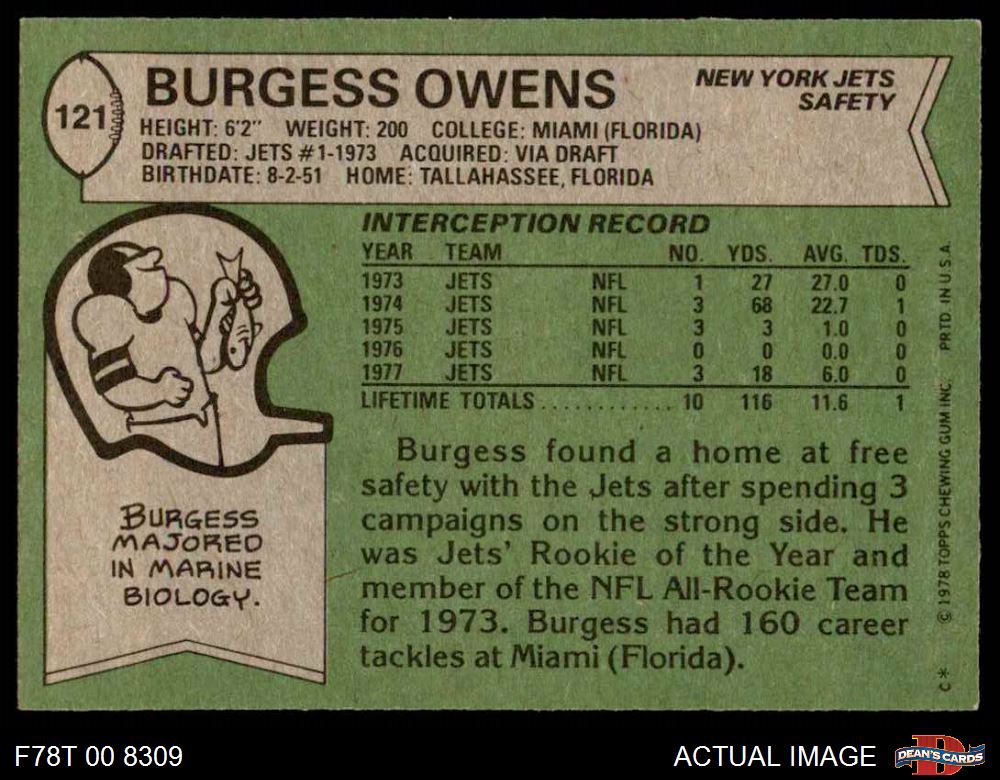 121
BURGESS OWENS
NEW YORK JETS
SAFETY
HEIGHT: 6'2" WEIGHT: 200 COLLEGE: MIAMI (FLORIDA)
DRAFTED: JETS #1-1973 ACQUIRED: VIA DRAFT
BIRTHDATE: 8-2-51 HOME: TALLAHASSEE, FLORIDA
INTERCEPTION RECORD
YEAR TEAM NO. YDS. AVG. TDS.
1973 JETS NFL 1 27 27.0 0
1974 JETS NFL 3 68 22.7 1
1975 JETS NFL 3 3 1.0 0
1976 JETS NFL 0 0 0.0 0
1977 JETS NFL 3 18 6.0 0
LIFETIME TOTALS............ 10 116 11.6 1
BURGESS
MAJORED
IN MARINE
BIOLOGY.
Burgess found a home at free
safety with the Jets after spending 3
campaigns on the strong side. He
was Jets' Rookie of the Year and
member of the NFL All-Rookie Team
for 1973. Burgess had 160 career
tackles at Miami (Florida).
C* © 1978 TOPPS CHEWING GUM INC. PRTD. IN U.S.A.
F78T 00 8309
ACTUAL IMAGE
D
DEAN'S CARDS